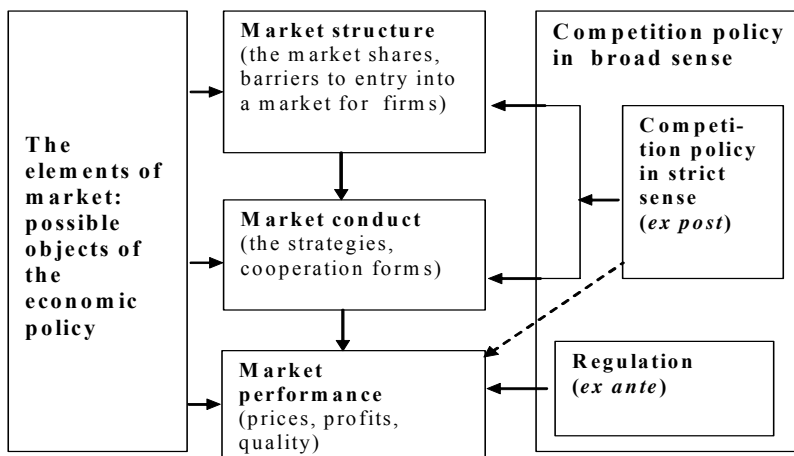 The
elements of
market:
possible
objects of
the
economic
policy
Market structure
(the market shares,
barriers to entry into
a market for firms)
Market conduct
(the strategies,
cooperation forms)
Market
performance
(prices, profits,
quality)
Competition policy
in broad sense
Competi-
tion policy
in strict
sense
(ex post)
Regulation
(ex ante)